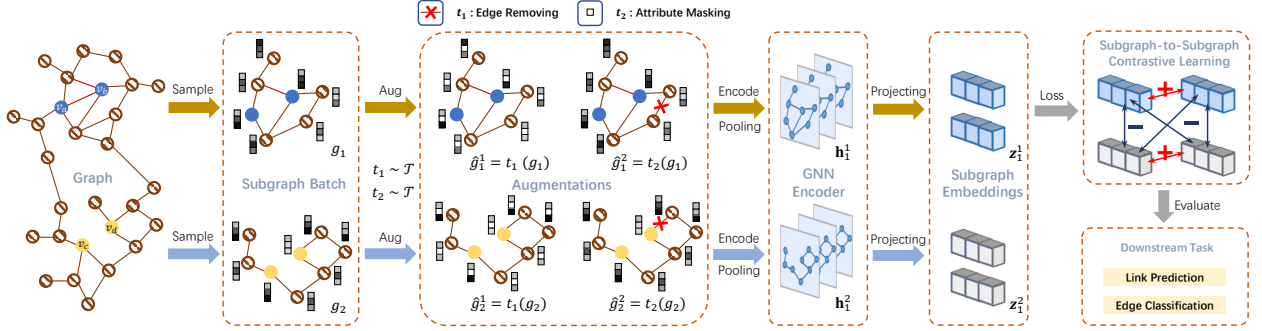 t₁ : Edge Removing
t₂ : Attribute Masking
Graph
v_a
v_b
v_c
v_d
Sample
Sample
Subgraph Batch
g₁
g₂
Aug
t₁ ~ 𝒯
t₂ ~ 𝒯
Aug
ĝ₁¹ = t₁ (g₁)
ĝ₁² = t₂(g₁)
Augmentations
ĝ₂¹ = t₁(g₂)
ĝ₂² = t₂(g₂)
Encode
Pooling
Encode
Pooling
h₁¹
GNN
Encoder
h₁²
Projecting
Projecting
z₁¹
Subgraph
Embeddings
z₁²
Loss
Subgraph-to-Subgraph
Contrastive Learning
Evaluate
Downstream Task
Link Prediction
Edge Classification